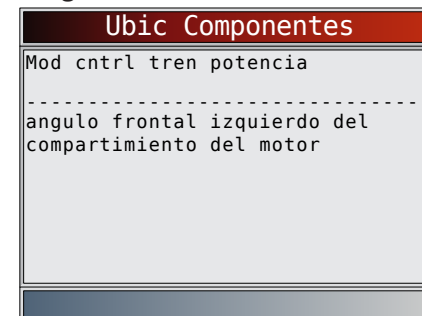 Ubic Componentes
Mod cntrl tren potencia
--------------------------------
angulo frontal izquierdo del
compartimiento del motor